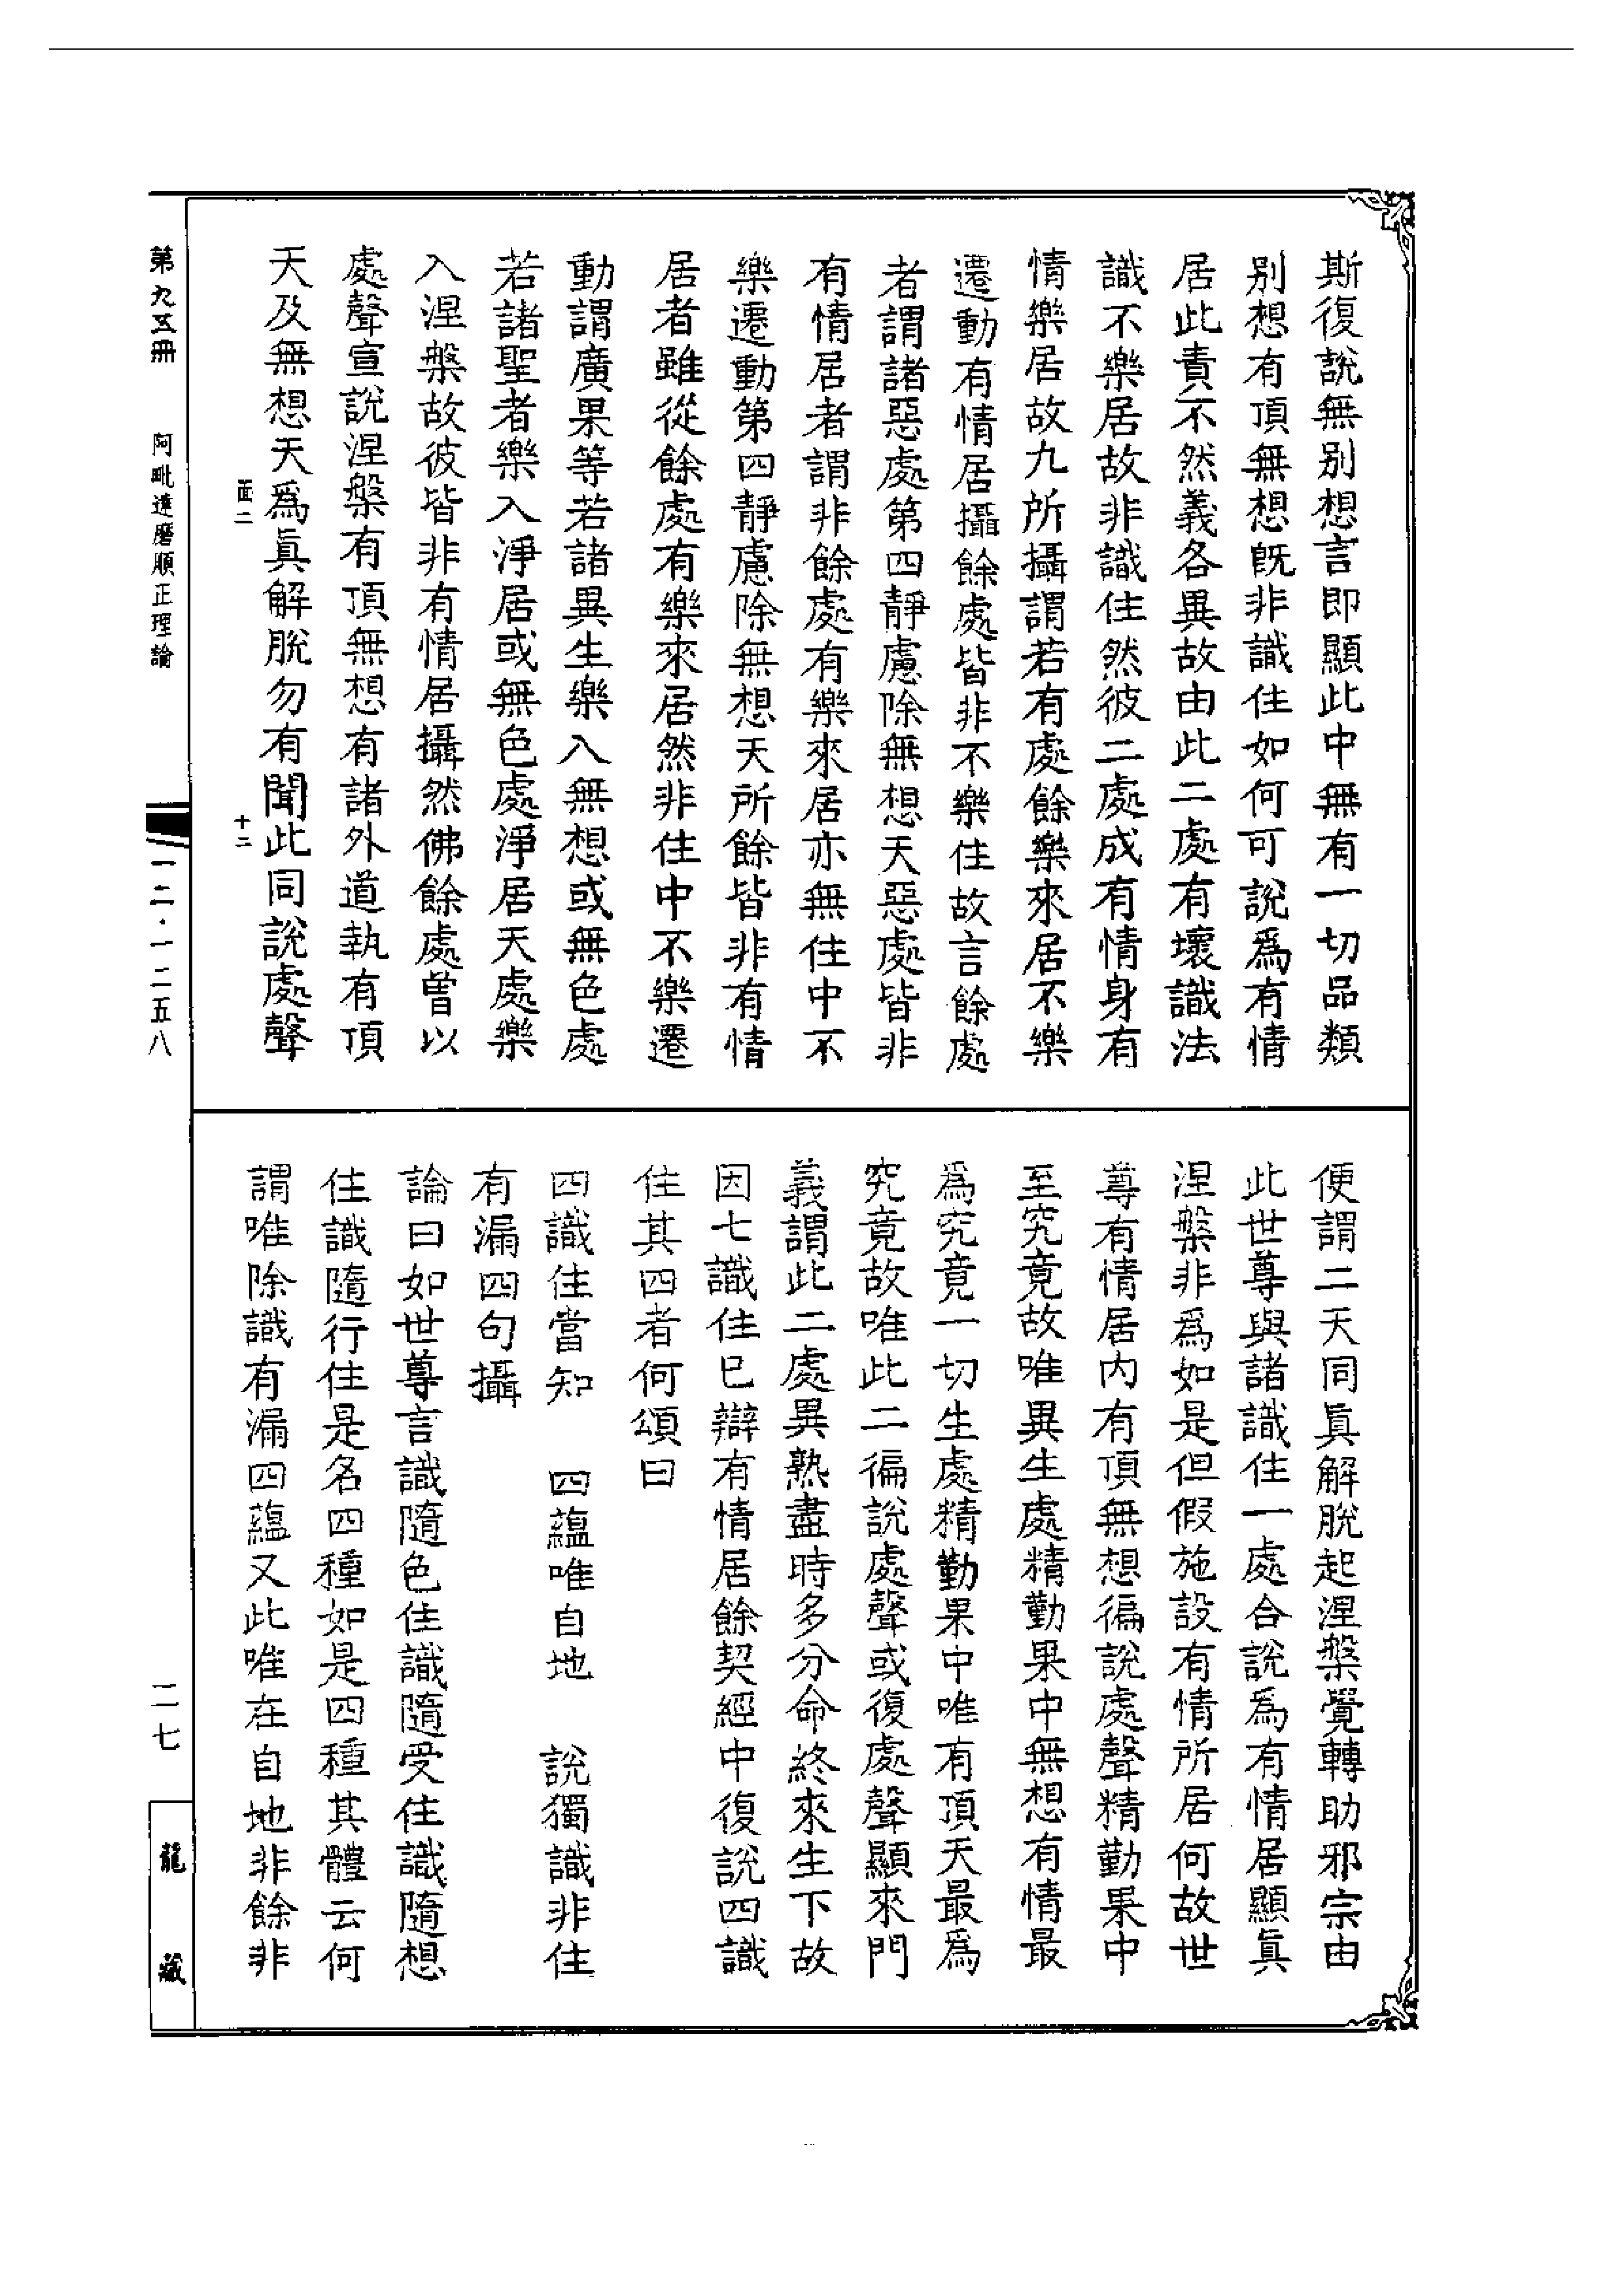 斯復說無別想言即顯此中無有一切品類
別想有頂無想旣非識住如何可說爲有情
居此責不然義各異故由此二處有壞識法
識不樂居故非識住然彼二處成有情身有
情樂居故九所攝謂若有處餘樂來居不樂
遷動有情居攝餘處皆非不樂住故言餘處
者謂諸惡處第四靜慮除無想天惡處皆非
有情居者謂非餘處有樂來居亦無住中不
樂遷動第四靜慮除無想天所餘皆非有情
居者雖從餘處有樂來居然非住中不樂遷
動謂廣果等若諸異生樂入無想或無色處
若諸聖者樂入淨居或無色處淨居天處樂
入涅槃故彼皆非有情居攝然佛餘處曾以
處聲宣說涅槃有頂無想有諸外道執有頂
天及無想天爲眞解脫勿有聞此同說處聲
便謂二天同眞解脫起涅槃覺轉助邪宗由
此世尊與諸識住一處合說爲有情居顯眞
涅槃非爲如是但假施設有情所居何故世
尊有情居內有頂無想徧說處聲精勤果中
至究竟故唯異生處精勤果中無想有情最
爲究竟一切生處精勤果中唯有頂天最爲
究竟故唯此二徧說處聲或復處聲顯來門
義謂此二處異熟盡時多分命終來生下故
因七識住已辯有情居餘契經中復說四識
住其四者何頌曰
四識住當知　四蘊唯自地　說獨識非住
有漏四句攝
論曰如世尊言識隨色住識隨受住識隨想
住識隨行住是名四種如是四種其體云何
謂唯除識有漏四蘊又此唯在自地非餘非
面二　十二
第九五冊　阿毗達磨順正理論　一二·一二五八　二七　龍藏